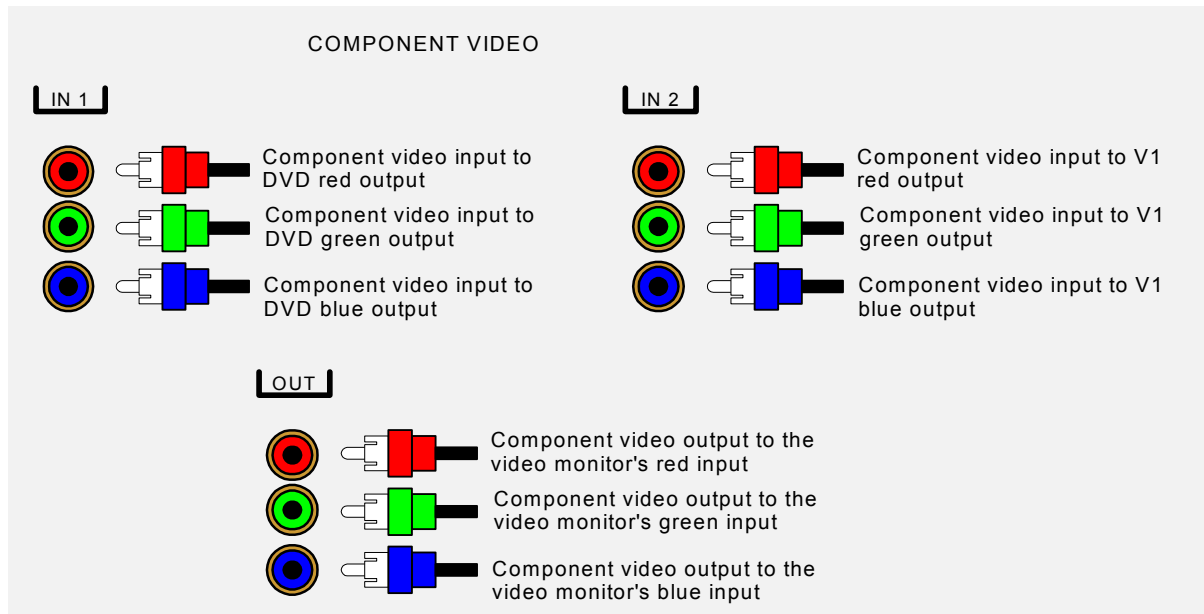 COMPONENT VIDEO
IN 1
Component video input to
DVD red output
Component video input to
DVD green output
Component video input to
DVD blue output
IN 2
Component video input to V1
red output
Component video input to V1
green output
Component video input to V1
blue output
OUT
Component video output to the
video monitor's red input
Component video output to the
video monitor's green input
Component video output to the
video monitor's blue input